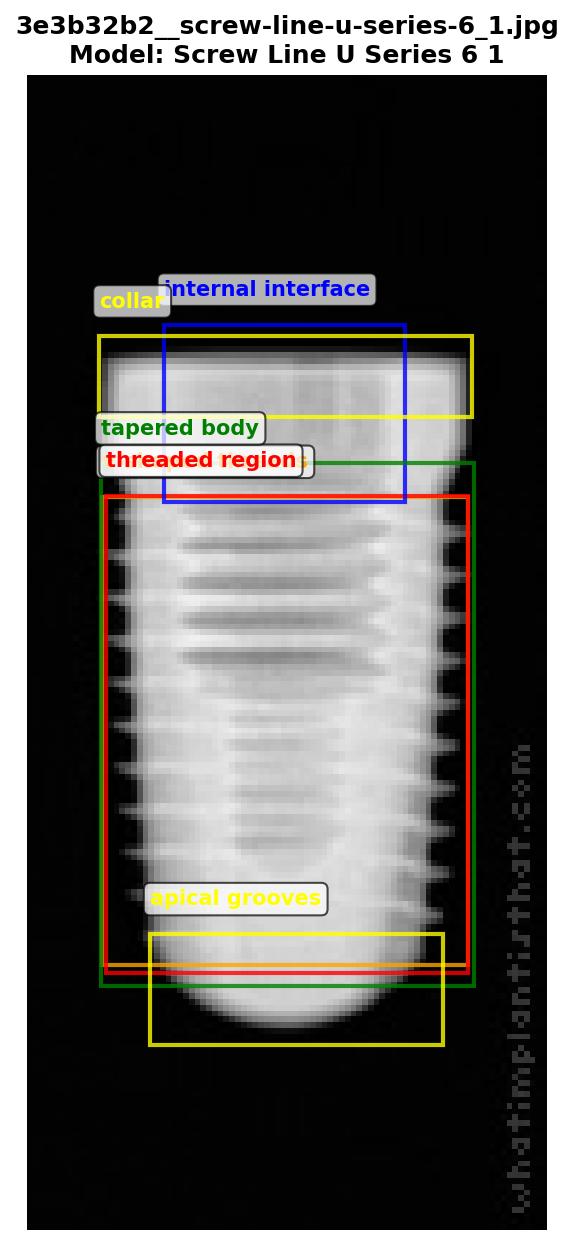 3e3b32b2__screw-line-u-series-6_1.jpg
Model: Screw Line U Series 6 1
internal interface
collar
tapered body
threaded region
apical grooves
whatimplantisthat.com